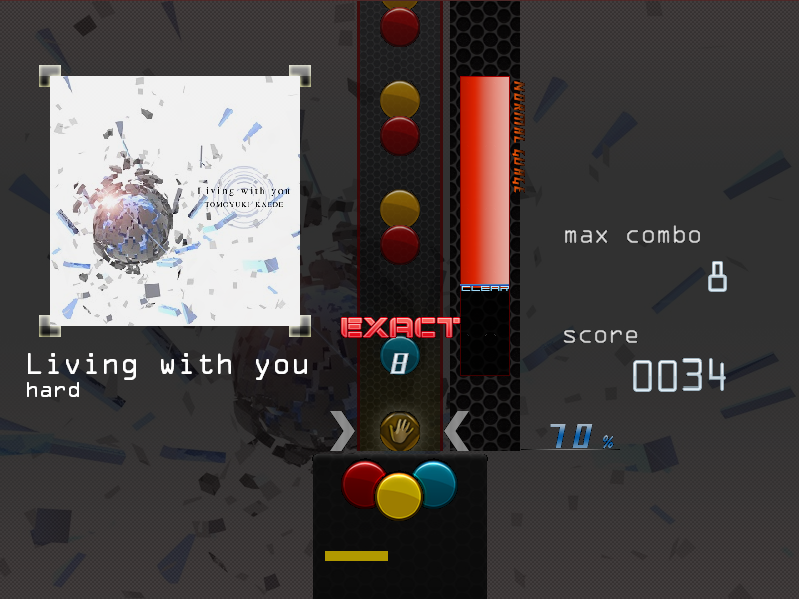 Living with you
TOMOYUKI KAEDE
Living with you
hard
NORMAL GAUGE
CLEAR
EXACT
8
max combo
8
score
0034
70 %